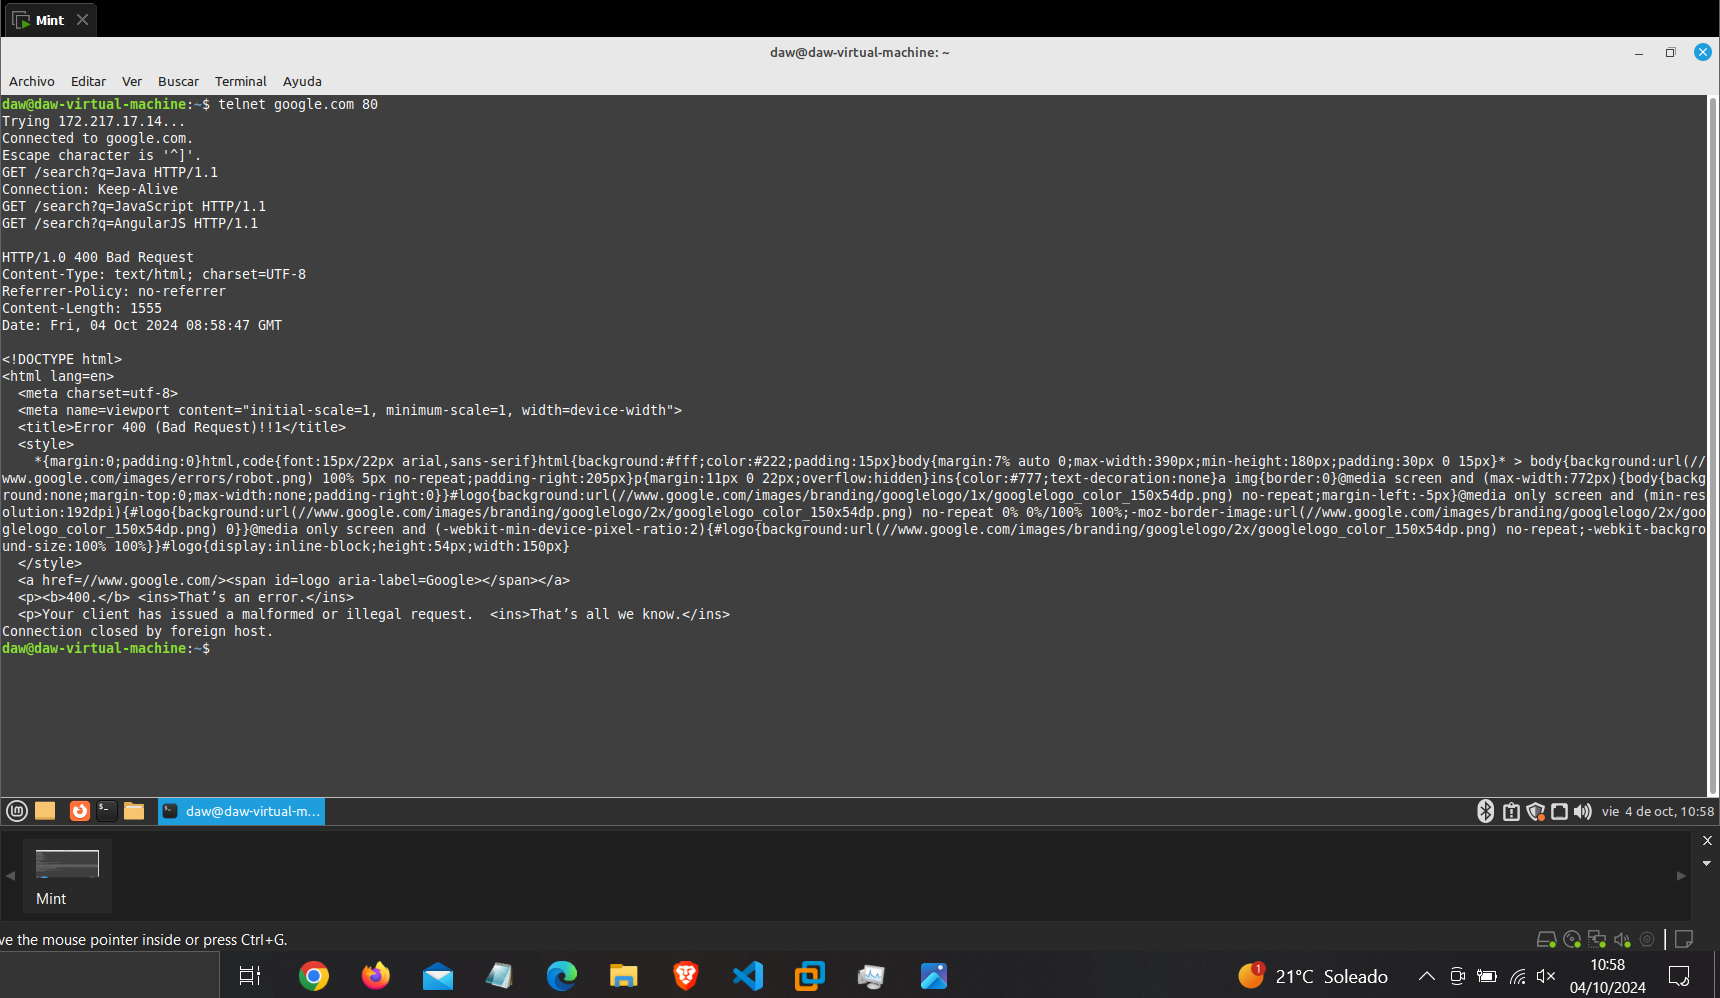 Mint
daw@daw-virtual-machine: ~
Archivo Editar Ver Buscar Terminal Ayuda
daw@daw-virtual-machine:~$ telnet google.com 80
Trying 172.217.17.14...
Connected to google.com.
Escape character is '^]'.
GET /search?q=Java HTTP/1.1
Connection: Keep-Alive
GET /search?q=JavaScript HTTP/1.1
GET /search?q=AngularJS HTTP/1.1
HTTP/1.0 400 Bad Request
Content-Type: text/html; charset=UTF-8
Referrer-Policy: no-referrer
Content-Length: 1555
Date: Fri, 04 Oct 2024 08:58:47 GMT
<!DOCTYPE html>
<html lang=en>
  <meta charset=utf-8>
  <meta name=viewport content="initial-scale=1, minimum-scale=1, width=device-width">
  <title>Error 400 (Bad Request)!!1</title>
  <style>
    *{margin:0;padding:0}html,code{font:15px/22px arial,sans-serif}html{background:#fff;color:#222;padding:15px}body{margin:7% auto 0;max-width:390px;min-height:180px;padding:30px 0 15px}* > body{background:url(//
www.google.com/images/errors/robot.png) 100% 5px no-repeat;padding-right:205px}p{margin:11px 0 22px;overflow:hidden}ins{color:#777;text-decoration:none}a img{border:0}@media screen and (max-width:772px){body{backg
round:none;margin-top:0;max-width:none;padding-right:0}}#logo{background:url(//www.google.com/images/branding/googlelogo/1x/googlelogo_color_150x54dp.png) no-repeat;margin-left:-5px}@media only screen and (min-res
olution:192dpi){#logo{background:url(//www.google.com/images/branding/googlelogo/2x/googlelogo_color_150x54dp.png) no-repeat 0% 0%/100% 100%;-moz-border-image:url(//www.google.com/images/branding/googlelogo/2x/goo
glelogo_color_150x54dp.png) 0}}@media only screen and (-webkit-min-device-pixel-ratio:2){#logo{background:url(//www.google.com/images/branding/googlelogo/2x/googlelogo_color_150x54dp.png) no-repeat;-webkit-backgro
und-size:100% 100%}}#logo{display:inline-block;height:54px;width:150px}
  </style>
  <a href=//www.google.com/><span id=logo aria-label=Google></span></a>
  <p><b>400.</b> <ins>That’s an error.</ins>
  <p>Your client has issued a malformed or illegal request.  <ins>That’s all we know.</ins>
Connection closed by foreign host.
daw@daw-virtual-machine:~$
daw@daw-virtual-m... vie 4 de oct, 10:58
Mint
ve the mouse pointer inside or press Ctrl+G.
1 21°C Soleado 10:58
04/10/2024